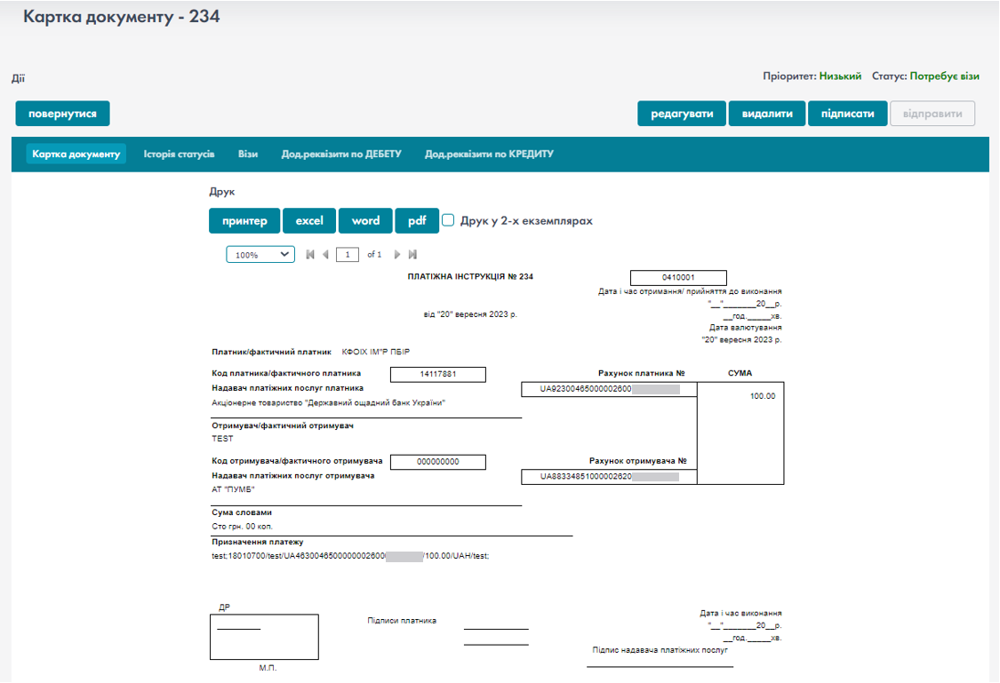 Картка документу - 234
Дії
Пріоритет: Низький Статус: Потребує візи
повернутися
редагувати видалити підписати відправити
Картка документу Історія статусів Візи Дод.реквізити по ДЕБЕТУ Дод.реквізити по КРЕДИТУ
Друк
принтер excel word pdf Друк у 2-х екземплярах
100% 1 of 1
ПЛАТІЖНА ІНСТРУКЦІЯ № 234 0410001
Дата і час отримання/ прийняття до виконання
"__"_______20__р.
від "20" вересня 2023 р.
__год._____хв.
Дата валютування
"20" вересня 2023 р.
Платник/фактичний платник КФОІХ ІМ"Р ПБІР
Код платника/фактичного платника 14117881 Рахунок платника № СУМА
Надавач платіжних послуг платника UA92300465000002600
100.00
Акціонерне товариство "Державний ощадний банк України"
Отримувач/фактичний отримувач
TEST
Код отримувача/фактичного отримувача 000000000 Рахунок отримувача №
Надавач платіжних послуг отримувача UA88334851000002620
АТ "ПУМБ"
Сума словами
Сто грн. 00 коп.
Призначення платежу
test;18010700/test/UA4630046500000002600 /100.00/UAH/test;
ДР
Підписи платника
Дата і час виконання
"__"_______20__р.
__год._____хв.
Підпис надавача платіжних послуг
М.П.